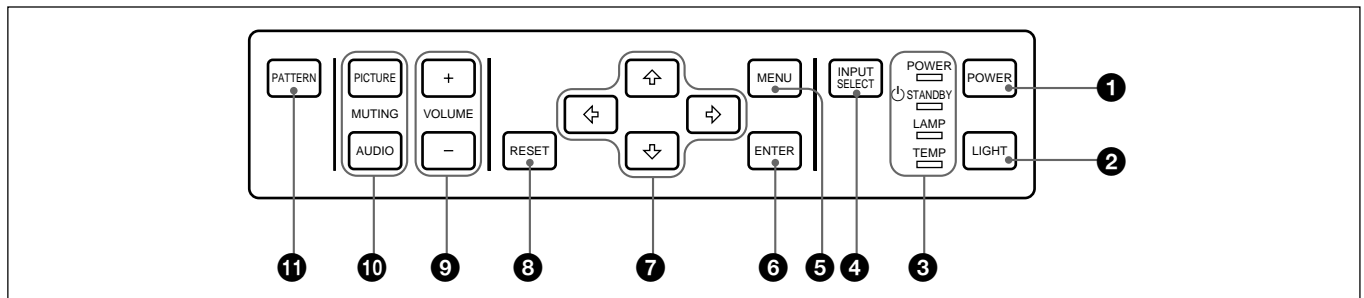 PATTERN
PICTURE
MUTING
AUDIO
+
VOLUME
−
RESET
MENU
ENTER
INPUT
SELECT
POWER
STANDBY
LAMP
TEMP
POWER
LIGHT
1
2
11
10
9
8
7
6
5
4
3